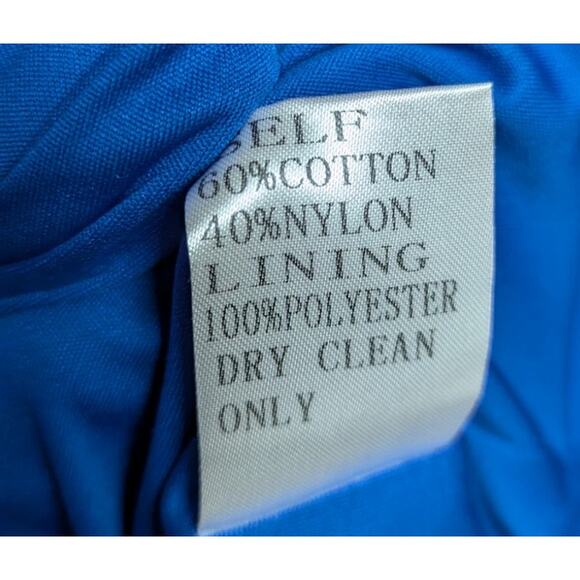 SELF
60%COTTON
40%NYLON
LINING
100%POLYESTER
DRY CLEAN
ONLY